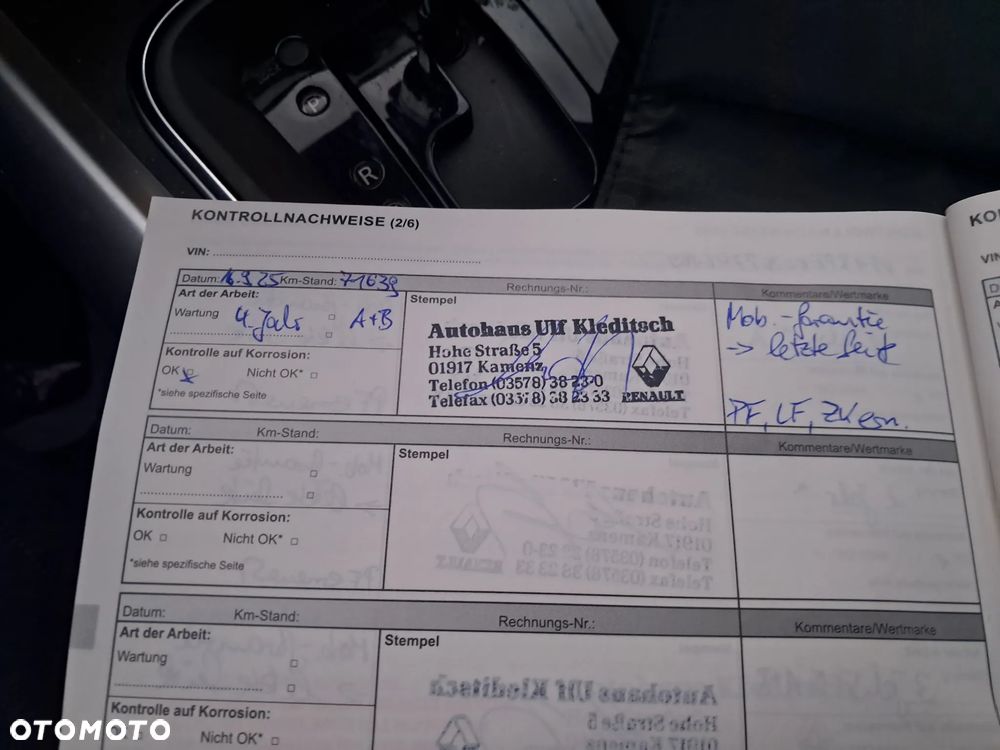 P
R
KONTROLLNACHWEISE (2/6)
VIN:
Datum: 16.9.25 Km-Stand: 71639
Rechnungs-Nr.:
Kommentare/Wertmarke
Art der Arbeit:
Wartung 4. Jahr A+B
Kontrolle auf Korrosion:
OK x Nicht OK*
*siehe spezifische Seite
Stempel
Autohaus Ulf Kleditsch
Hohe Straße 5
01917 Kamenz
Telefon (03578) 38 23-0
Telefax (03578) 38 23 33
RENAULT
Mob.-Garantie
-> letzte Seite
PF, LF, ZK ern.
Datum: Km-Stand:
Rechnungs-Nr.:
Kommentare/Wertmarke
Art der Arbeit:
Wartung
Kontrolle auf Korrosion:
OK Nicht OK*
*siehe spezifische Seite
Stempel
Datum: Km-Stand:
Rechnungs-Nr.:
Kommentare/Wertmarke
Art der Arbeit:
Wartung
Kontrolle auf Korrosion:
Nicht OK*
Stempel
KO
VIN
D
OTOMOTO